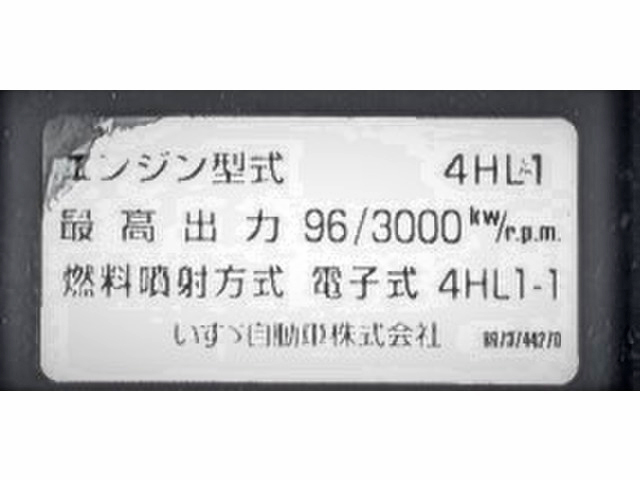 エンジン型式 4HL1
最高出力 96/3000 kw/r.p.m.
燃料噴射方式 電子式 4HL1-1
いすゞ自動車株式会社